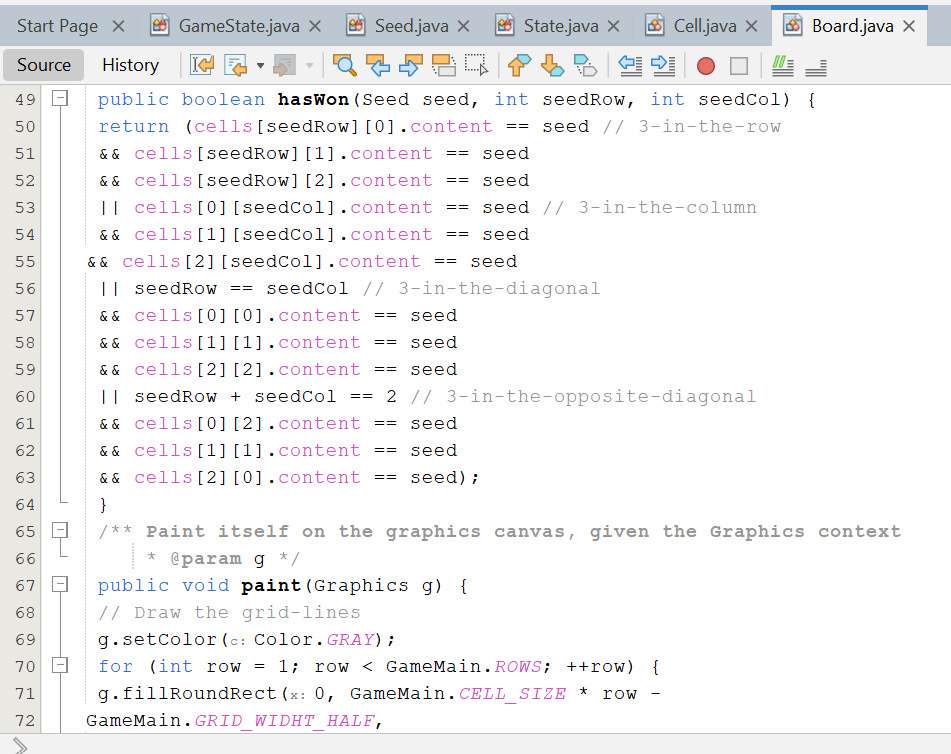 Start Page GameState.java Seed.java State.java Cell.java Board.java
Source History
49 public boolean hasWon(Seed seed, int seedRow, int seedCol) {
50 return (cells[seedRow][0].content == seed // 3-in-the-row
51 && cells[seedRow][1].content == seed
52 && cells[seedRow][2].content == seed
53 || cells[0][seedCol].content == seed // 3-in-the-column
54 && cells[1][seedCol].content == seed
55 && cells[2][seedCol].content == seed
56 || seedRow == seedCol // 3-in-the-diagonal
57 && cells[0][0].content == seed
58 && cells[1][1].content == seed
59 && cells[2][2].content == seed
60 || seedRow + seedCol == 2 // 3-in-the-opposite-diagonal
61 && cells[0][2].content == seed
62 && cells[1][1].content == seed
63 && cells[2][0].content == seed);
64 }
65 /** Paint itself on the graphics canvas, given the Graphics context
66 * @param g */
67 public void paint(Graphics g) {
68 // Draw the grid-lines
69 g.setColor(c: Color.GRAY);
70 for (int row = 1; row < GameMain.ROWS; ++row) {
71 g.fillRoundRect(x: 0, GameMain.CELL_SIZE * row -
72 GameMain.GRID_WIDHT_HALF,